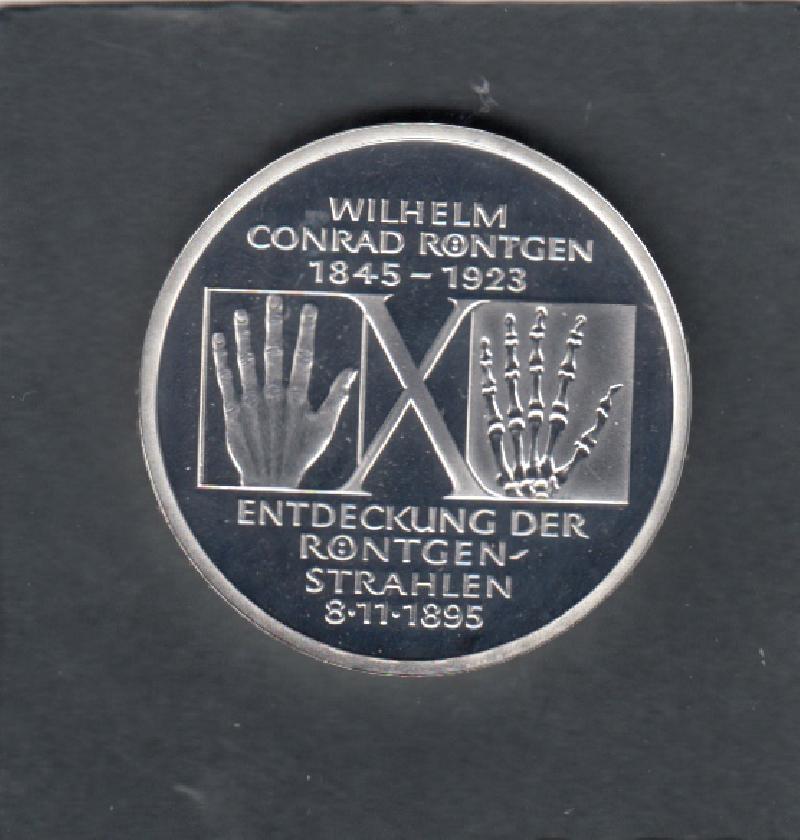 WILHELM
CONRAD RÖNTGEN
1845 – 1923
X
ENTDECKUNG DER
RÖNTGEN-
STRAHLEN
8·11·1895